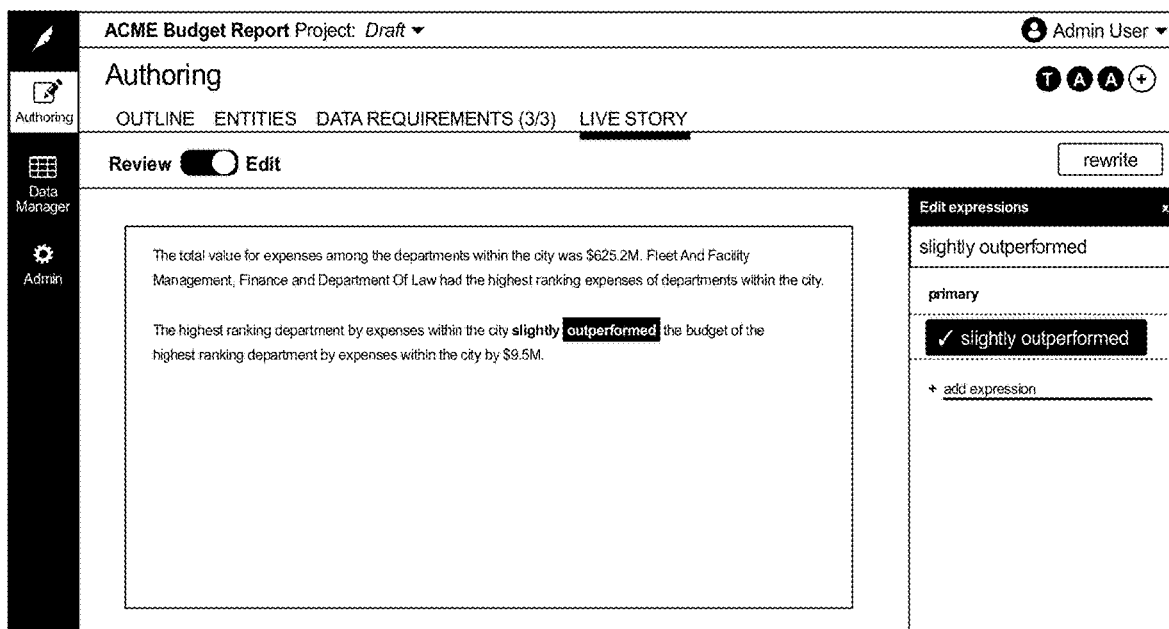 ACME Budget Report Project: Draft
Admin User
Authoring
T A A +
Authoring
OUTLINE ENTITIES DATA REQUIREMENTS (3/3) LIVE STORY
Review Edit
rewrite
Data
Manager
Admin
Edit expressions x
slightly outperformed
primary
✓ slightly outperformed
+ add expression
The total value for expenses among the departments within the city was $625.2M. Fleet And Facility
Management, Finance and Department Of Law had the highest ranking expenses of departments within the city.
The highest ranking department by expenses within the city slightly outperformed the budget of the
highest ranking department by expenses within the city by $9.5M.